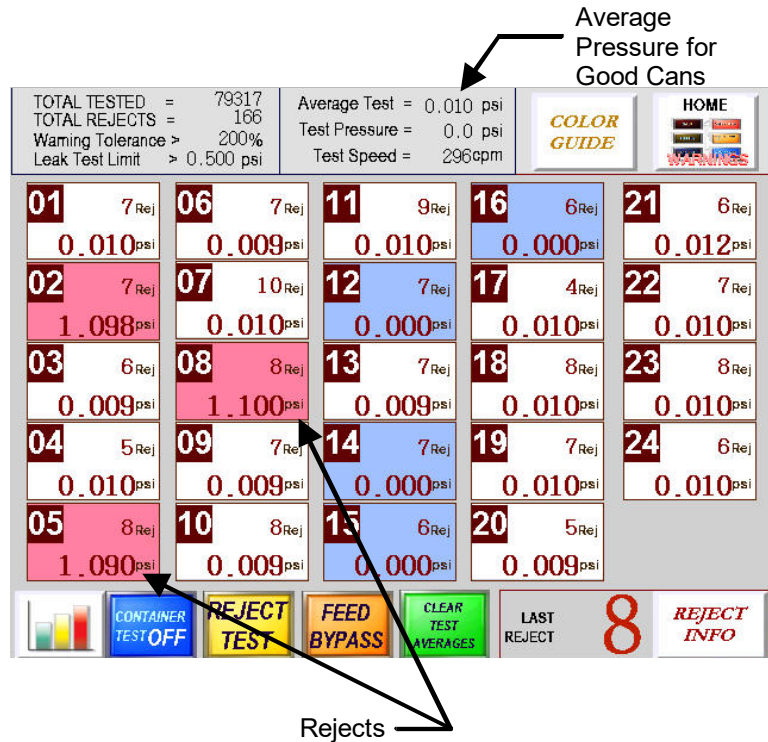 Average
Pressure for
Good Cans
TOTAL TESTED = 79317
TOTAL REJECTS = 166
Warning Tolerance > 200%
Leak Test Limit > 0.500 psi
Average Test = 0.010 psi
Test Pressure = 0.0 psi
Test Speed = 296cpm
COLOR
GUIDE
HOME
WARNINGS
01 7Rej
0.010psi
06 7Rej
0.009psi
11 9Rej
0.010psi
16 6Rej
0.000psi
21 6Rej
0.012psi
02 7Rej
1.098psi
07 10Rej
0.010psi
12 7Rej
0.000psi
17 4Rej
0.010psi
22 7Rej
0.010psi
03 6Rej
0.009psi
08 8Rej
1.100psi
13 7Rej
0.009psi
18 8Rej
0.010psi
23 8Rej
0.010psi
04 5Rej
0.010psi
09 7Rej
0.009psi
14 7Rej
0.000psi
19 7Rej
0.010psi
24 6Rej
0.010psi
05 8Rej
1.090psi
10 8Rej
0.009psi
15 6Rej
0.000psi
20 5Rej
0.009psi
CONTAINER
TEST OFF
REJECT
TEST
FEED
BYPASS
CLEAR
TEST
AVERAGES
LAST
REJECT
8
REJECT
INFO
Rejects